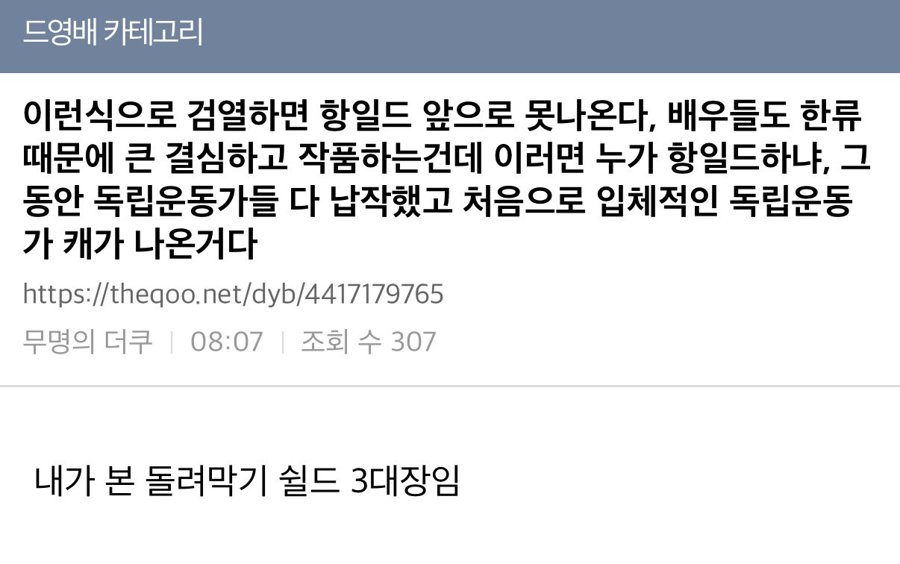 드영배 카테고리
이런식으로 검열하면 항일드 앞으로 못나온다, 배우들도 한류
때문에 큰 결심하고 작품하는건데 이러면 누가 항일드하냐, 그
동안 독립운동가들 다 납작했고 처음으로 입체적인 독립운동
가 캐가 나온거다
https://theqoo.net/dyb/4417179765
무명의 더쿠 | 08:07 | 조회 수 307
내가 본 돌려막기 쉴드 3대장임